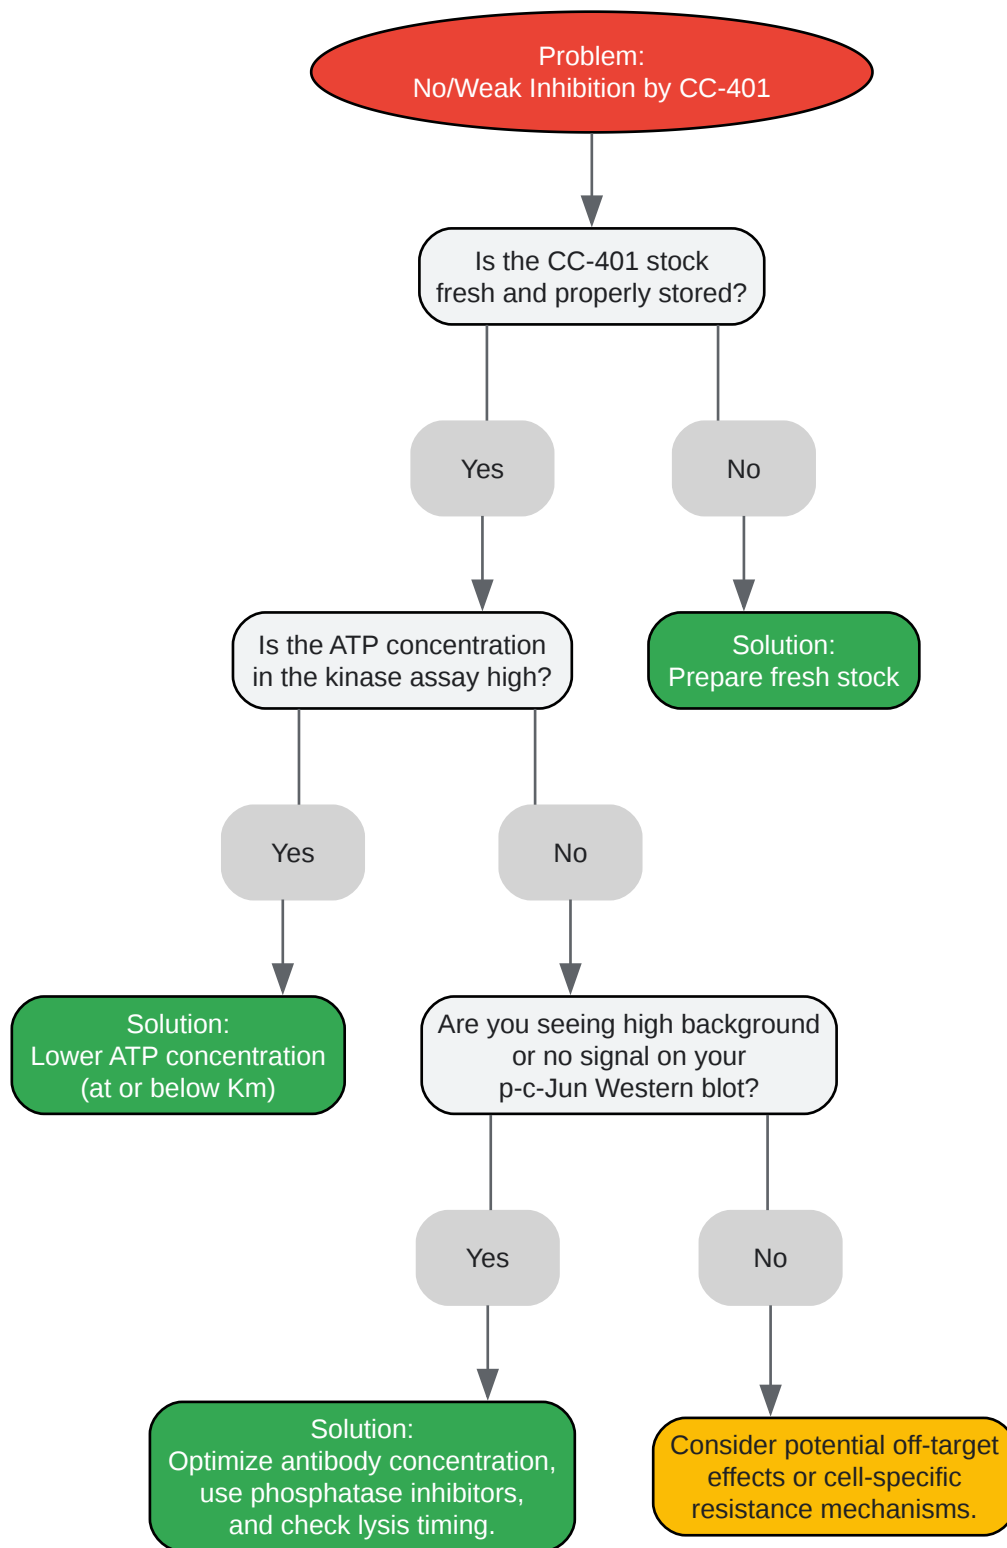 Problem:
No/Weak Inhibition by CC-401
Is the CC-401 stock
fresh and properly stored?
Yes
No
Is the ATP concentration
in the kinase assay high?
Solution:
Prepare fresh stock
Yes
No
Solution:
Lower ATP concentration
(at or below Km)
Are you seeing high background
or no signal on your
p-c-Jun Western blot?
Yes
No
Solution:
Optimize antibody concentration,
use phosphatase inhibitors,
and check lysis timing.
Consider potential off-target
effects or cell-specific
resistance mechanisms.